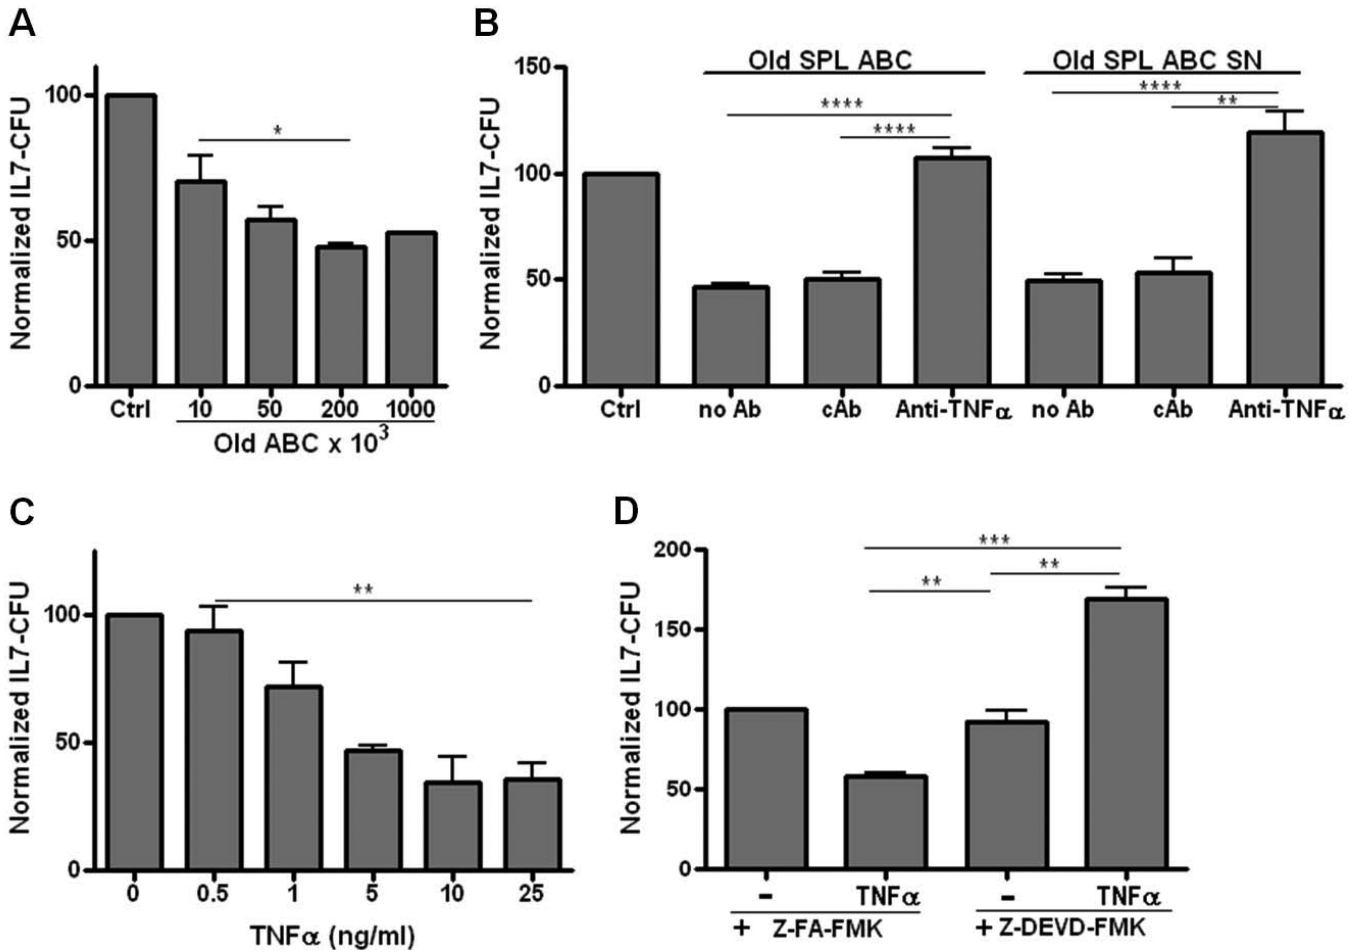 A
Normalized IL7-CFU
100
50
0
*
Ctrl 10 50 200 1000
Old ABC x 10³
B
Normalized IL7-CFU
150
100
50
0
Old SPL ABC Old SPL ABC SN
**** ****
**** **
Ctrl no Ab cAb Anti-TNFα no Ab cAb Anti-TNFα
C
Normalized IL7-CFU
100
50
0
**
0 0.5 1 5 10 25
TNFα (ng/ml)
D
Normalized IL7-CFU
200
150
100
50
0
***
** **
- TNFα - TNFα
+ Z-FA-FMK + Z-DEVD-FMK